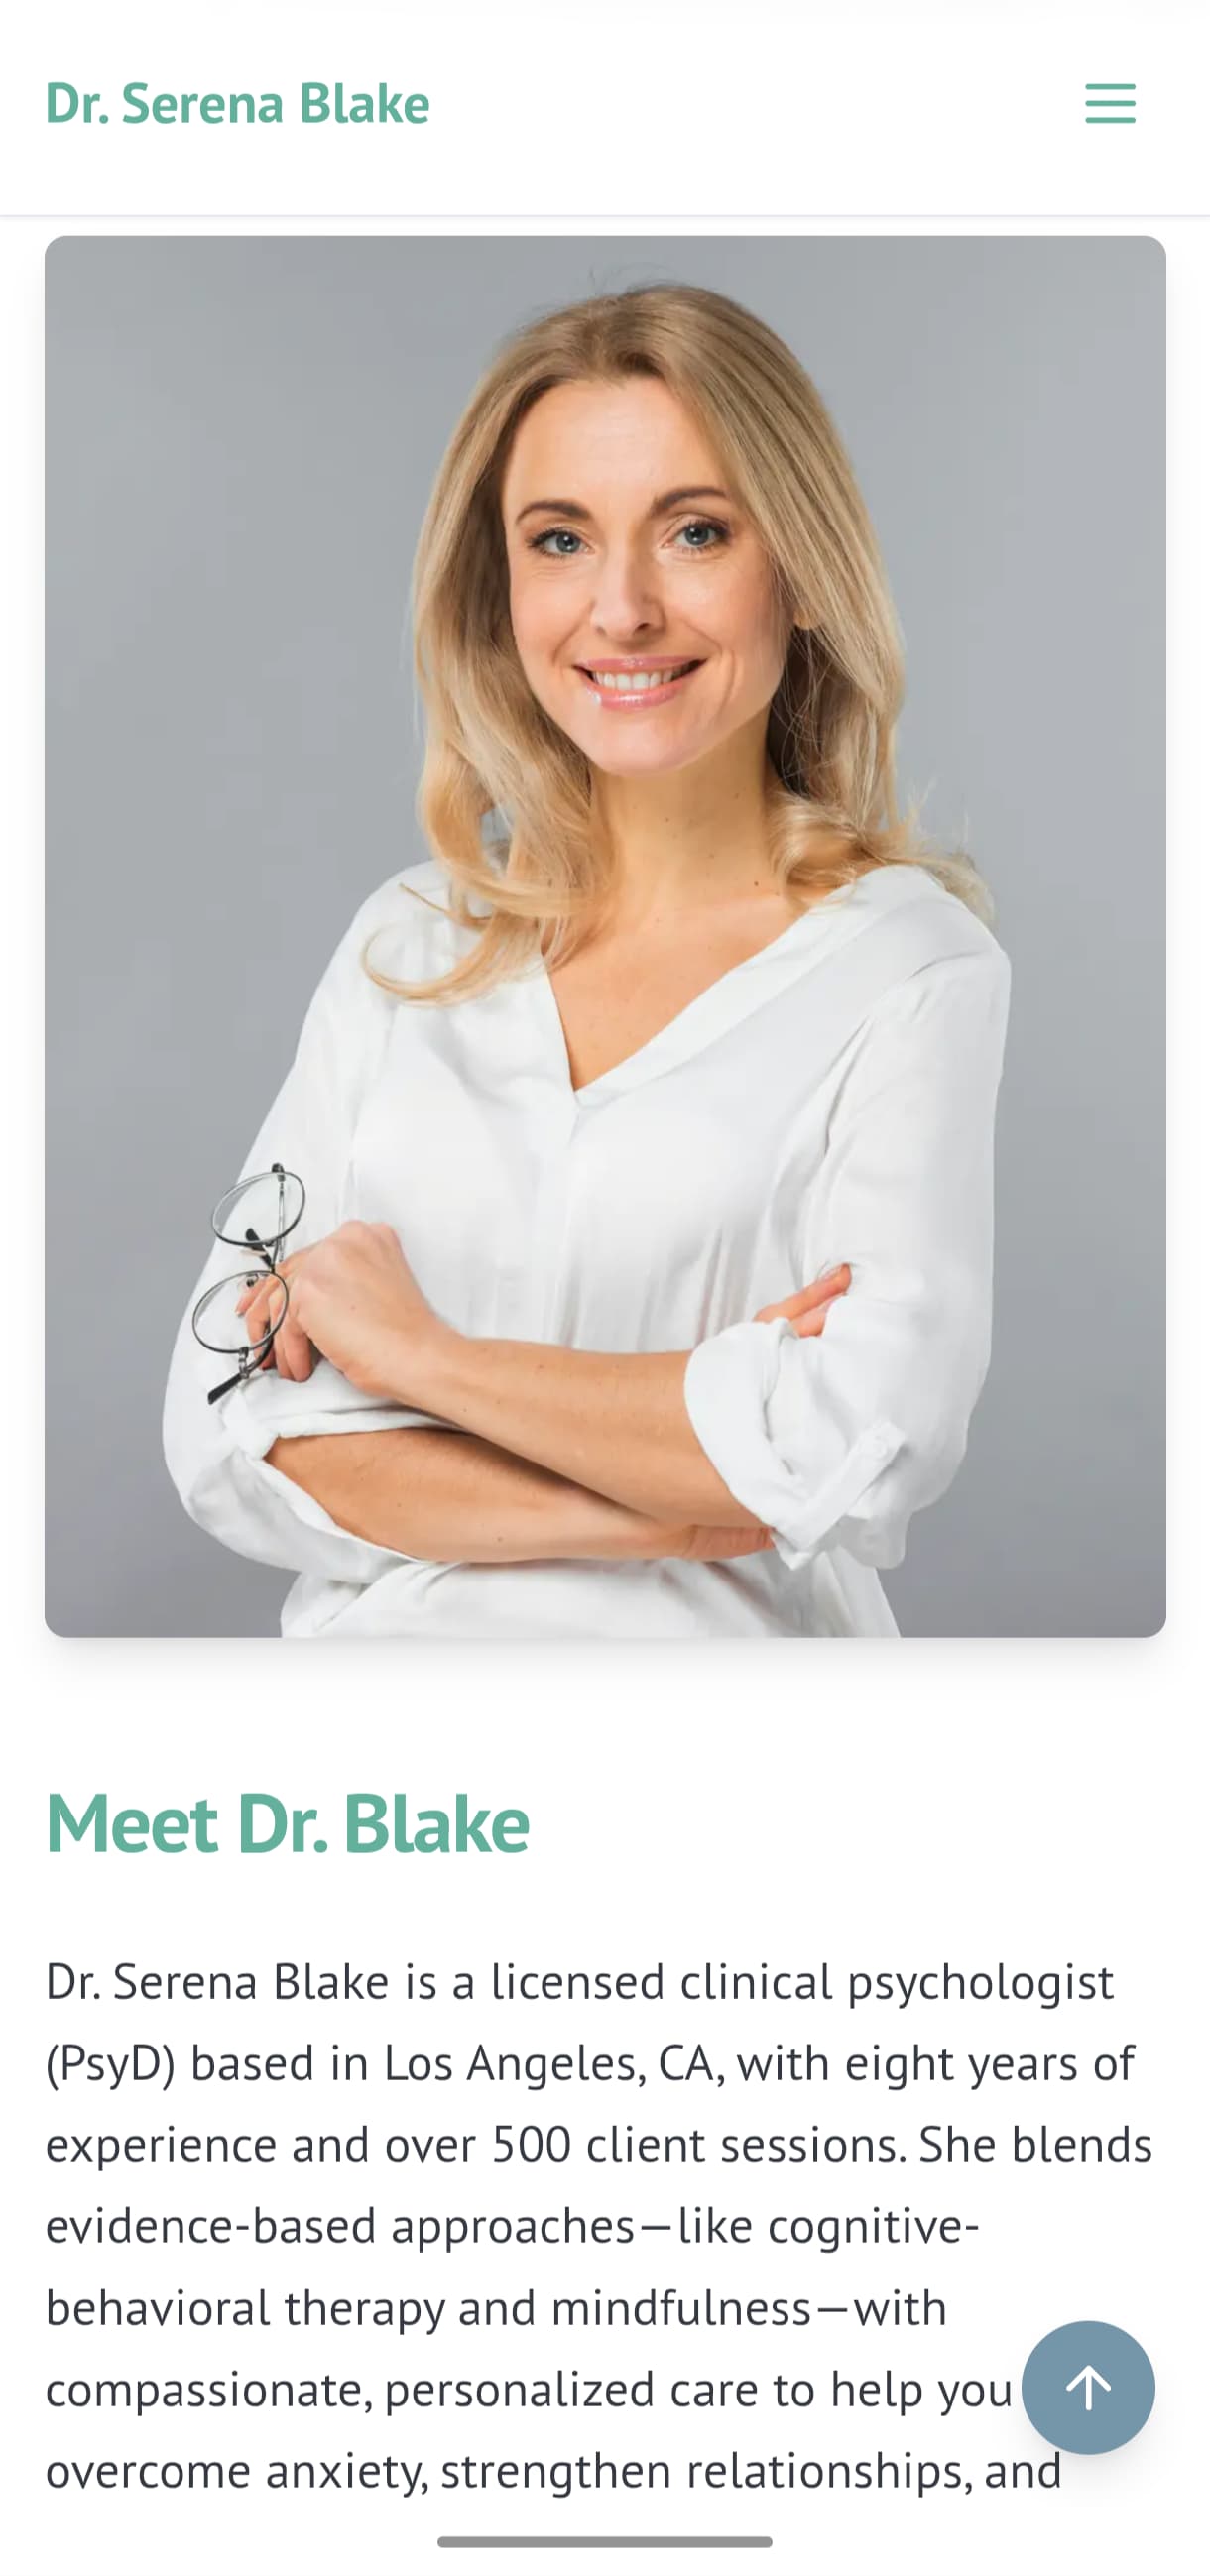 Dr. Serena Blake
Meet Dr. Blake
Dr. Serena Blake is a licensed clinical psychologist
(PsyD) based in Los Angeles, CA, with eight years of
experience and over 500 client sessions. She blends
evidence-based approaches—like cognitive-
behavioral therapy and mindfulness—with
compassionate, personalized care to help you
overcome anxiety, strengthen relationships, and